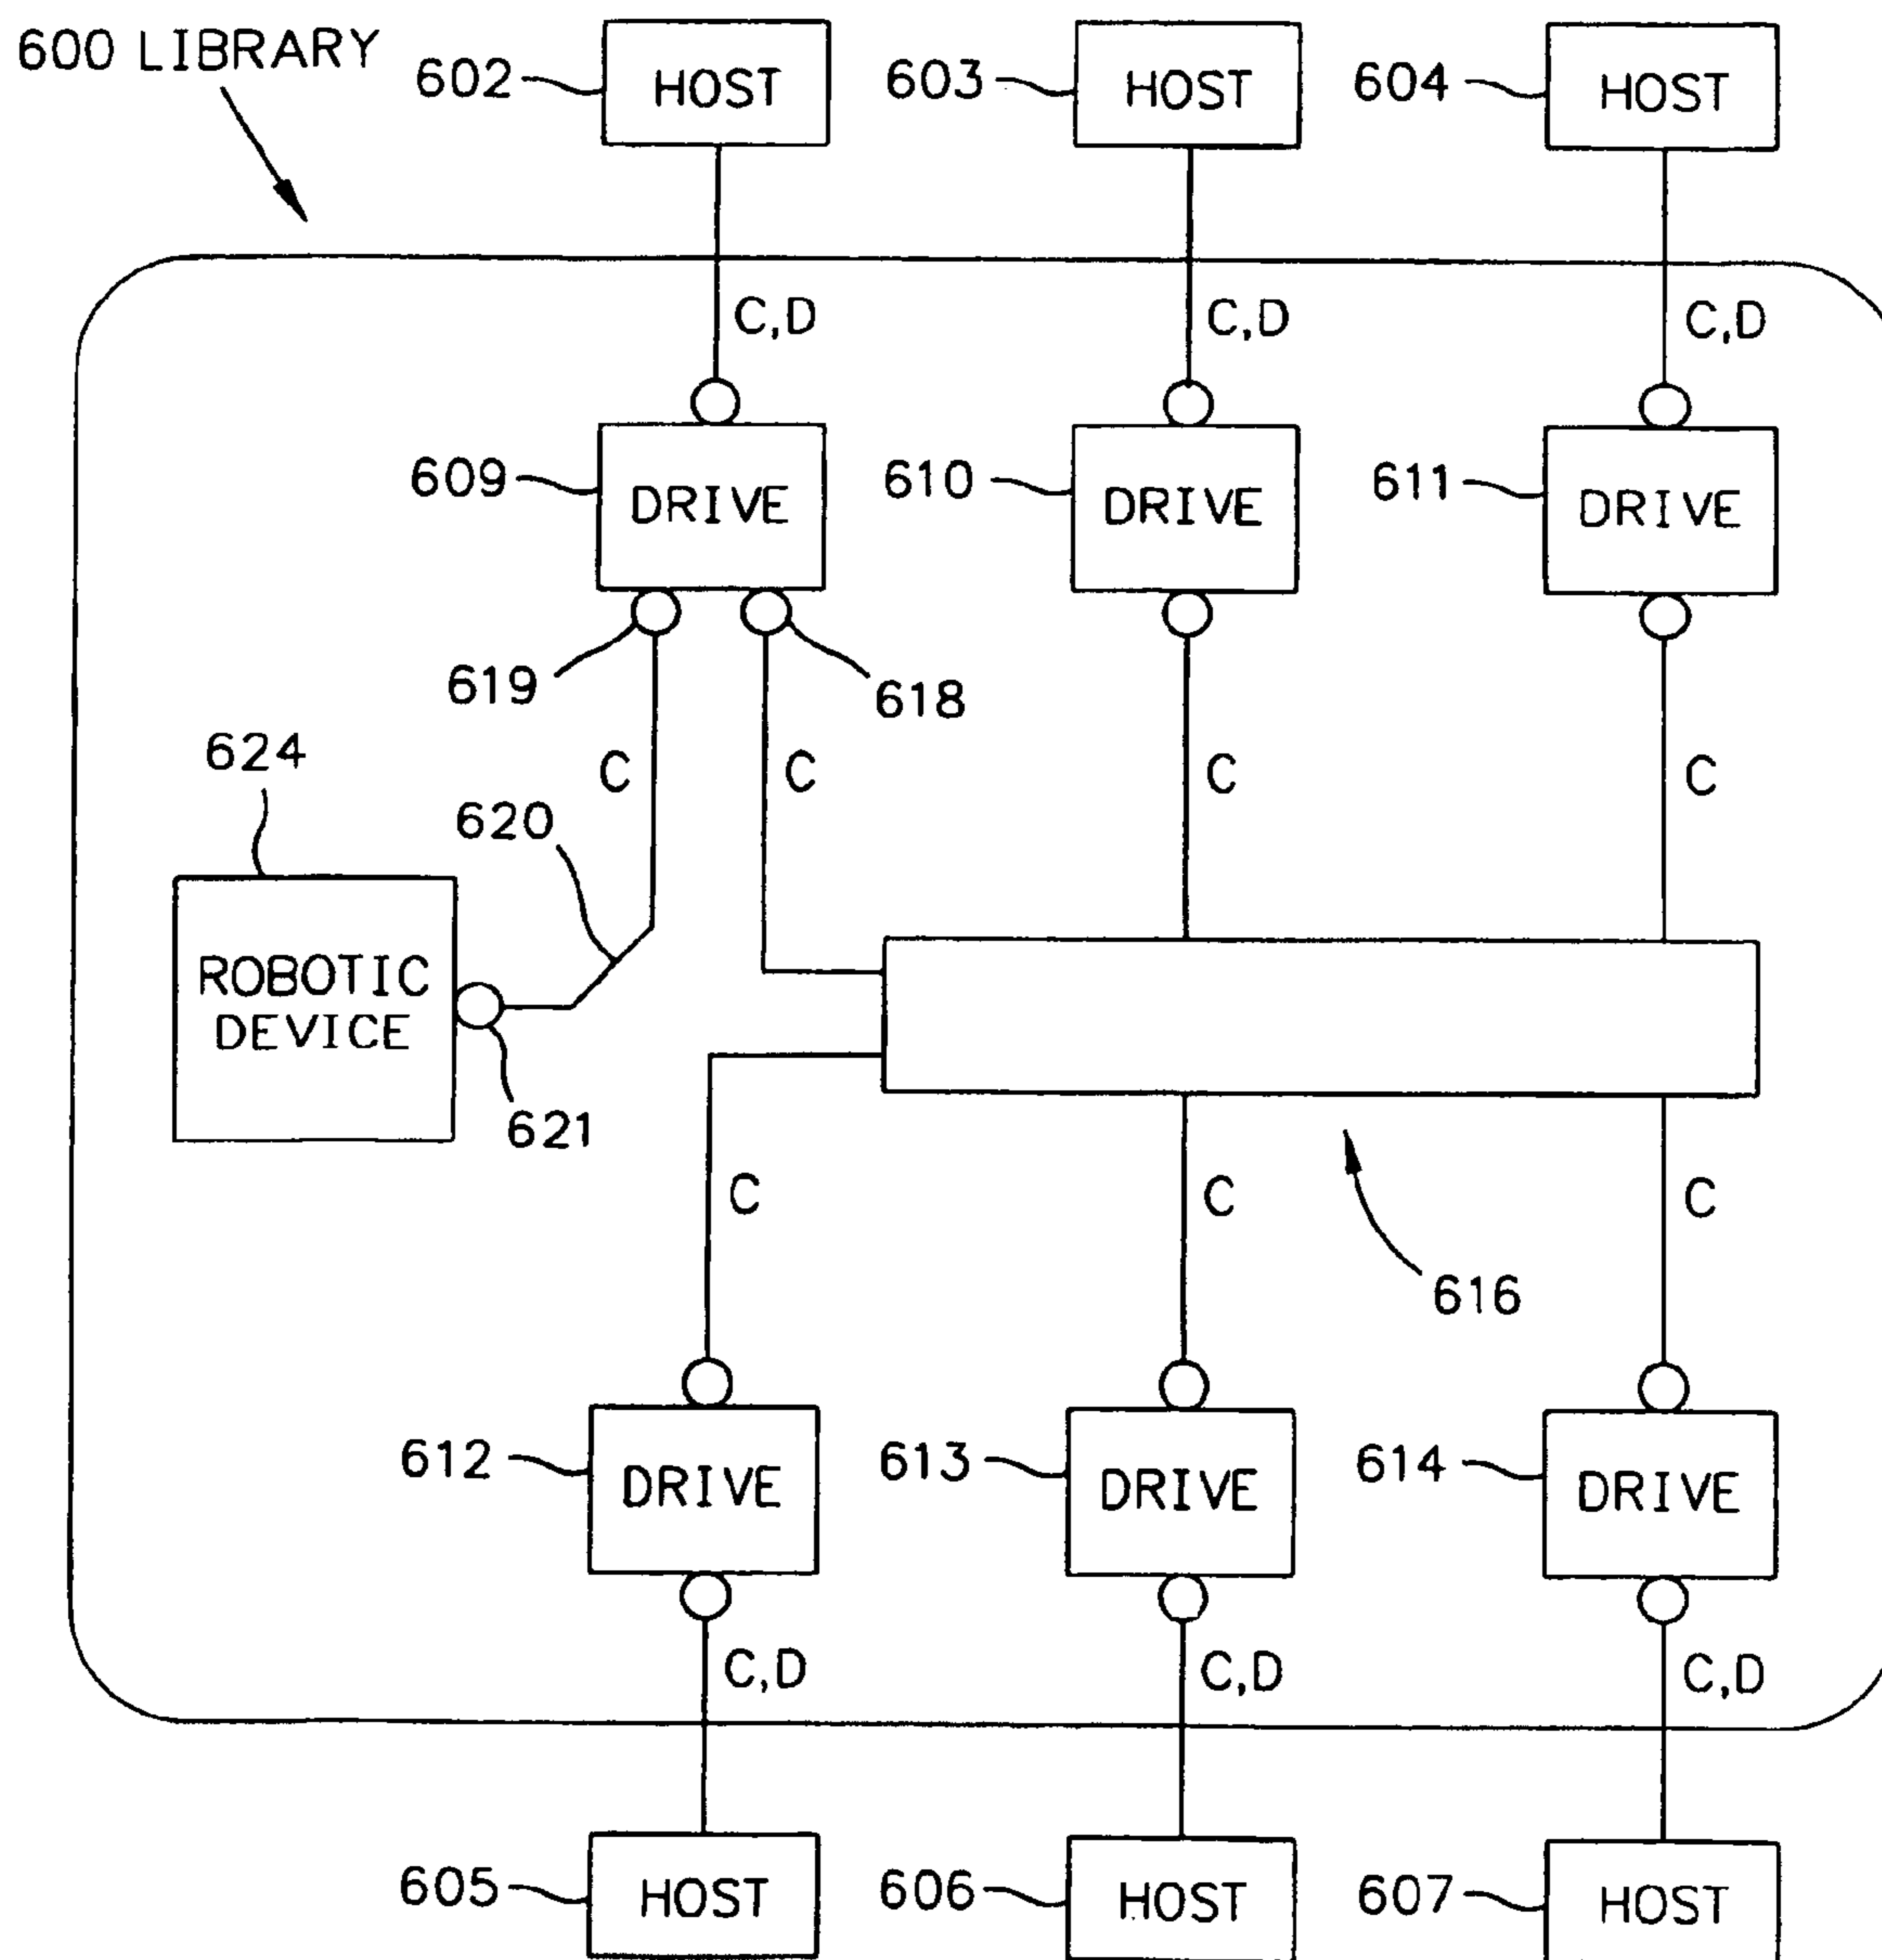 600 LIBRARY
602 HOST
603 HOST
604 HOST
C,D
C,D
C,D
609 DRIVE
610 DRIVE
611 DRIVE
619
618
624
C
C
C
C
620
ROBOTIC
DEVICE
621
C
C
C
616
612 DRIVE
613 DRIVE
614 DRIVE
C,D
C,D
C,D
605 HOST
606 HOST
607 HOST